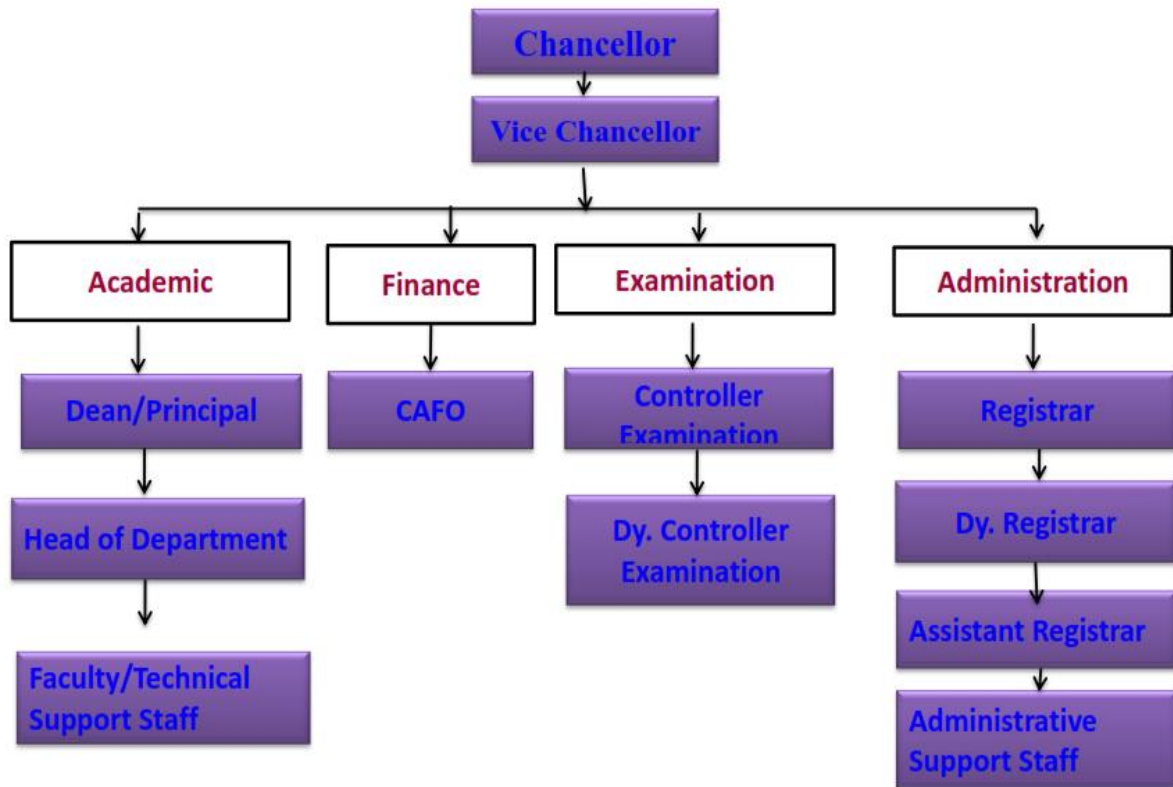 Chancellor
Vice Chancellor
Academic
Finance
Examination
Administration
Dean/Principal
CAFO
Controller
Examination
Registrar
Head of Department
Dy. Controller
Examination
Dy. Registrar
Assistant Registrar
Faculty/Technical
Support Staff
Administrative
Support Staff